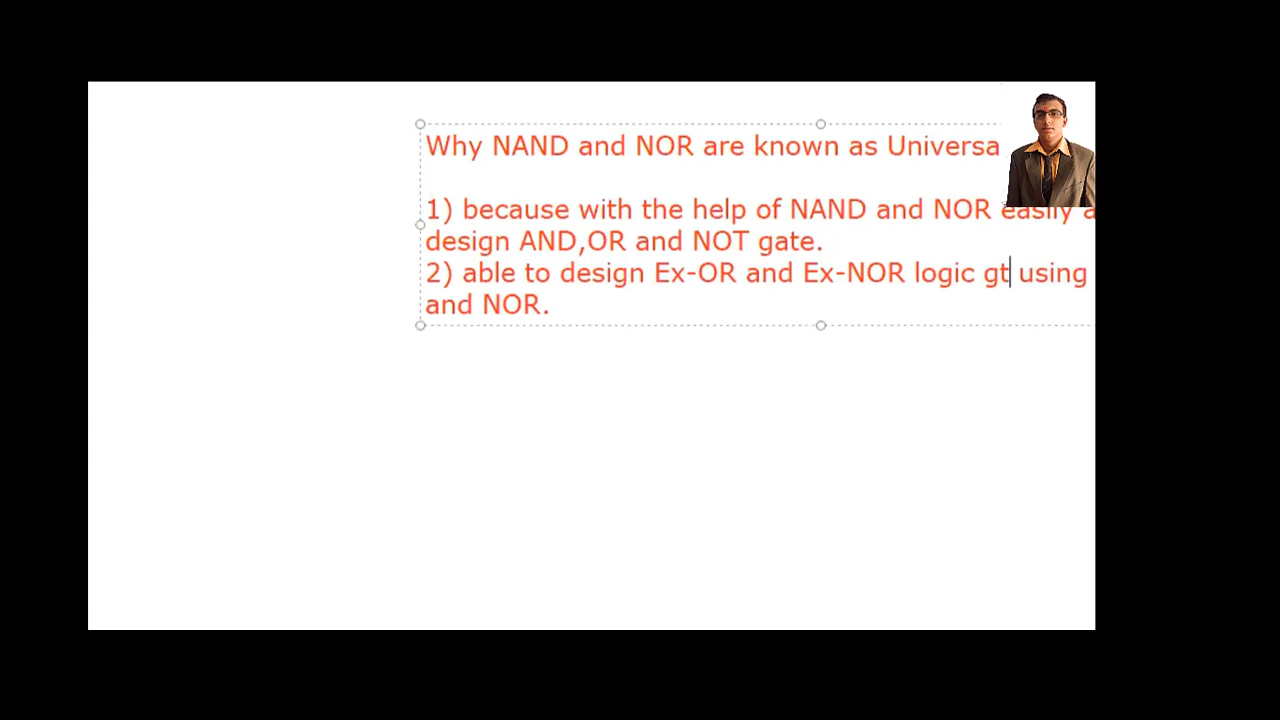 Why NAND and NOR are known as Universa
1) because with the help of NAND and NOR easily a
design AND,OR and NOT gate.
2) able to design Ex-OR and Ex-NOR logic gt using
and NOR.